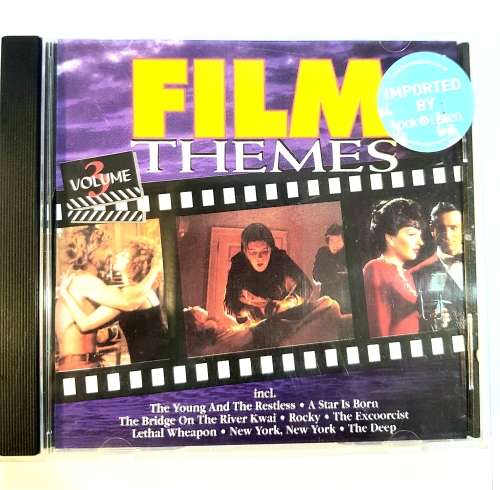 FILM
THEMES
IMPORTED
BY
VOLUME
3
incl.
The Young And The Restless • A Star Is Born
The Bridge On The River Kwai • Rocky • The Excoorcist
Lethal Wheapon • New York, New York • The Deep